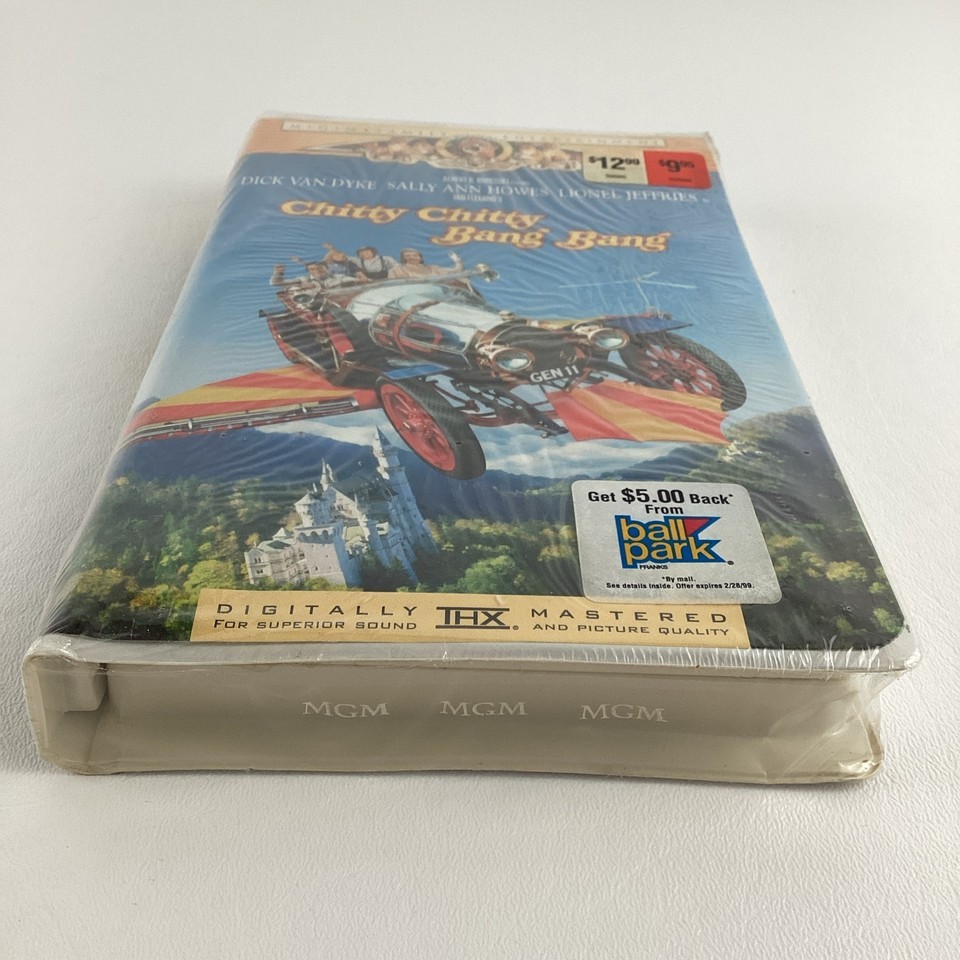 $12.99 $9.95
DICK VAN DYKE SALLY ANN HOWES LIONEL JEFFRIES
Chitty Chitty
Bang Bang
GEN 11
Get $5.00 Back*
From
ball
park
FRANKS
*By mail.
See details inside. Offer expires 2/28/99.
DIGITALLY THX MASTERED
FOR SUPERIOR SOUND AND PICTURE QUALITY
MGM MGM MGM